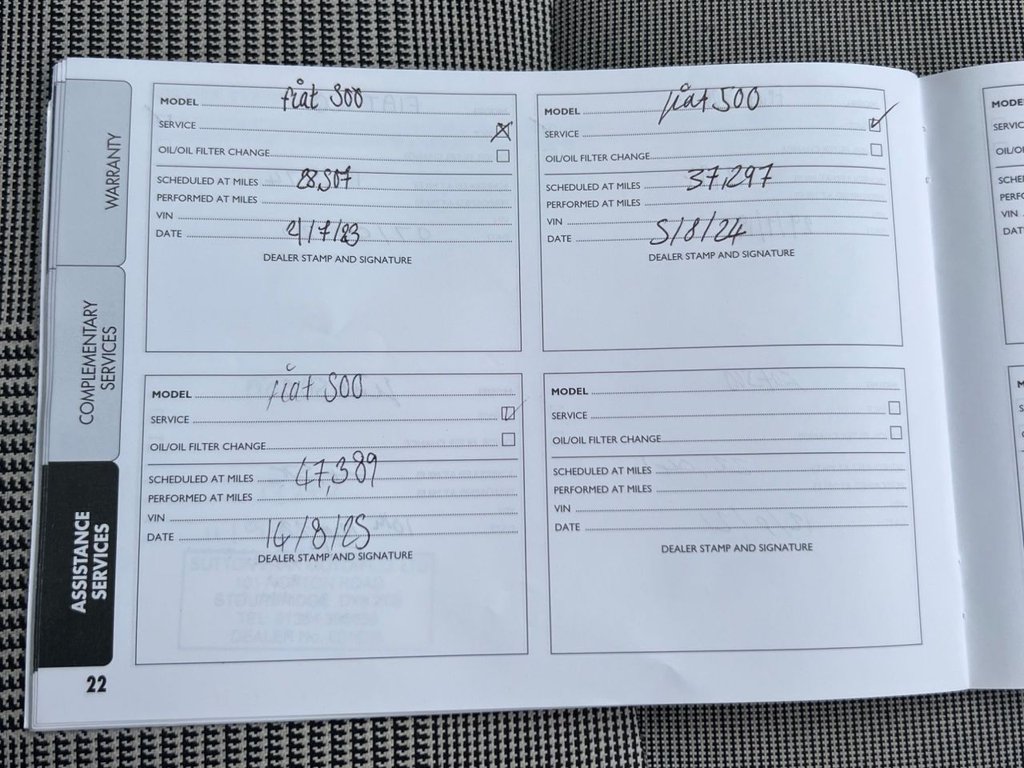 WARRANTY
COMPLEMENTARY
SERVICES
ASSISTANCE
SERVICES
MODEL fiat 500
SERVICE
OIL/OIL FILTER CHANGE
SCHEDULED AT MILES 28,507
PERFORMED AT MILES
VIN
DATE 21/7/23
DEALER STAMP AND SIGNATURE
MODEL fiat 500
SERVICE
OIL/OIL FILTER CHANGE
SCHEDULED AT MILES 37,297
PERFORMED AT MILES
VIN
DATE 5/8/24
DEALER STAMP AND SIGNATURE
MODEL fiat 500
SERVICE
OIL/OIL FILTER CHANGE
SCHEDULED AT MILES 47,389
PERFORMED AT MILES
VIN
DATE 14/8/25
DEALER STAMP AND SIGNATURE
MODEL
SERVICE
OIL/OIL FILTER CHANGE
SCHEDULED AT MILES
PERFORMED AT MILES
VIN
DATE
DEALER STAMP AND SIGNATURE
22